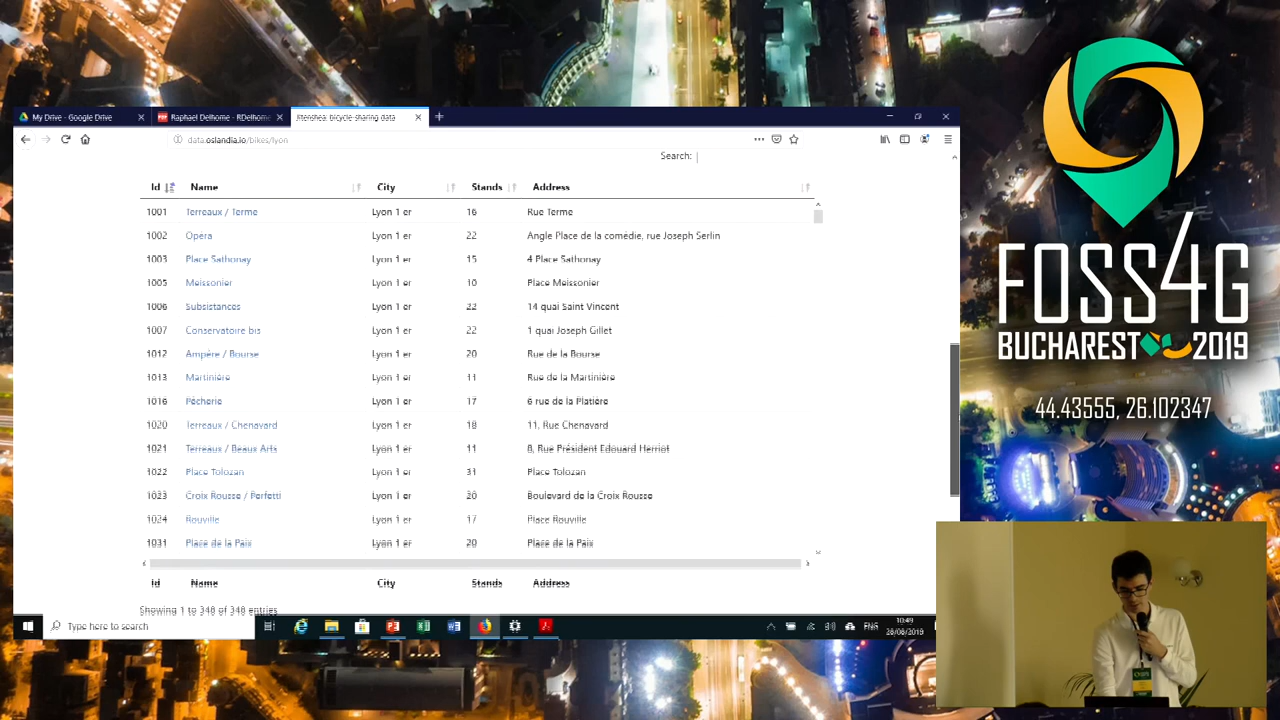 My Drive - Google Drive
Raphaël Delhome - RDelhome
Jitenshea: bicycle-sharing data
data.oslandia.io/bikes/lyon
Search:
Id Name City Stands Address
1001 Terreaux / Terme Lyon 1 er 16 Rue Terme
1002 Opéra Lyon 1 er 22 Angle Place de la comédie, rue Joseph Serlin
1003 Place Sathonay Lyon 1 er 15 4 Place Sathonay
1005 Meissonier Lyon 1 er 10 Place Meissonier
1006 Subsistances Lyon 1 er 22 14 quai Saint Vincent
1007 Conservatoire bis Lyon 1 er 22 1 quai Joseph Gillet
1012 Ampère / Bourse Lyon 1 er 20 Rue de la Bourse
1013 Martinière Lyon 1 er 11 Rue de la Martinière
1016 Pêcherie Lyon 1 er 17 6 rue de la Platière
1020 Terreaux / Chenavard Lyon 1 er 18 11, Rue Chenavard
1021 Terreaux / Beaux Arts Lyon 1 er 11 8, Rue Président Edouard Herriot
1022 Place Tolozan Lyon 1 er 31 Place Tolozan
1023 Croix Rousse / Perfetti Lyon 1 er 20 Boulevard de la Croix Rousse
1024 Rouville Lyon 1 er 17 Place Rouville
1031 Place de la Paix Lyon 1 er 20 Place de la Paix
Id Name City Stands Address
Showing 1 to 348 of 348 entries
Type here to search
ENG
10:49
28/08/2019
FOSS4G
BUCHAREST 2019
44.43555, 26.102347